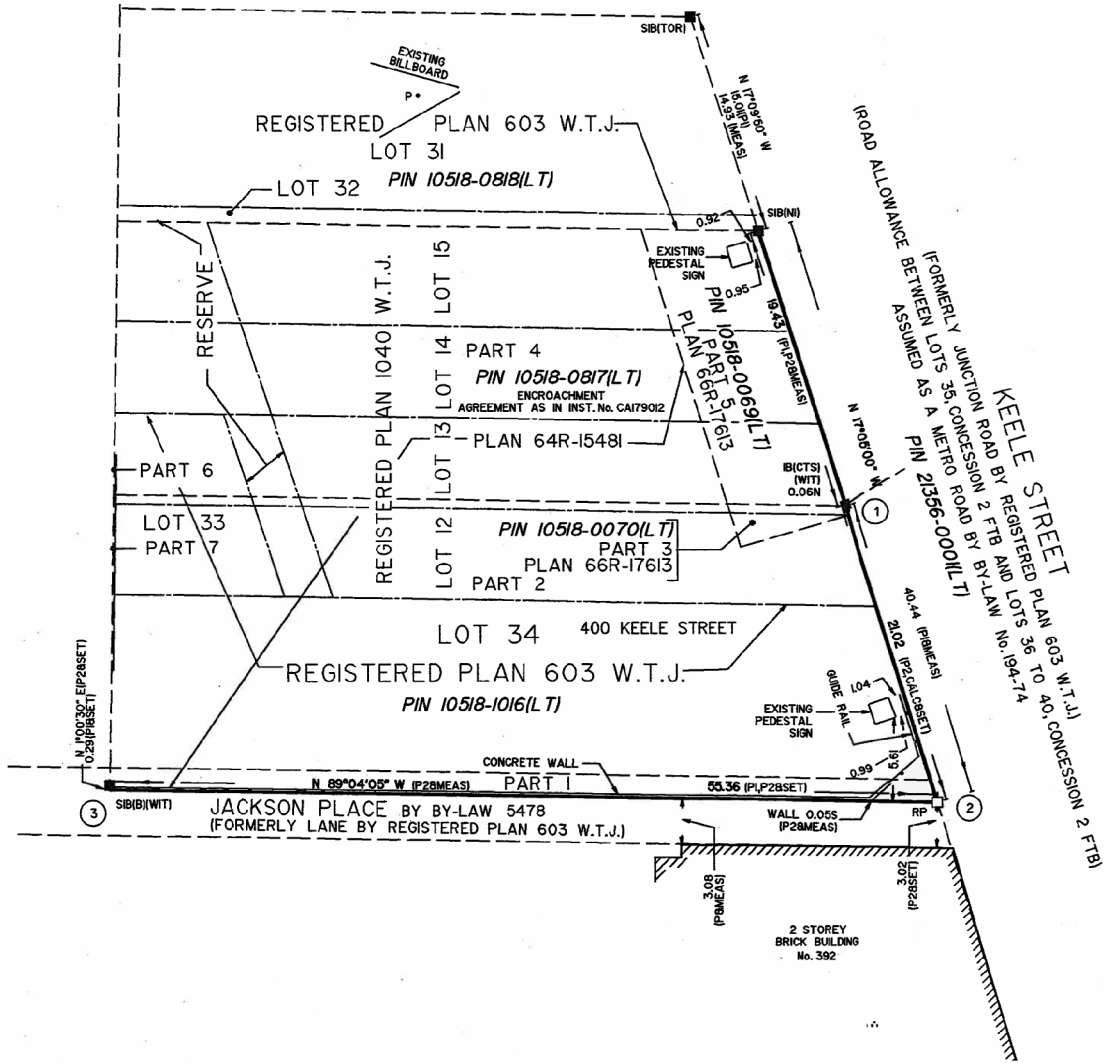 SIB(TOR)
EXISTING
BILLBOARD
P
N 17°09'50" W
15.01(P1)
14.93 (MEAS)
REGISTERED PLAN 603 W.T.J.
LOT 31
PIN 10518-0818(LT)
LOT 32
SIB(NI)
0.92
EXISTING
PEDESTAL
SIGN
0.95
RESERVE
REGISTERED PLAN 1040 W.T.J.
LOT 15
LOT 14
LOT 13
LOT 12
PART 4
PIN 10518-0817(LT)
ENCROACHMENT
AGREEMENT AS IN INST. No. CA179012
PLAN 64R-15481
PIN 10518-0069(LT)
PART 5
PLAN 66R-17613
19.43 (P1,P2&MEAS)
N 17°05'00" W
IB(CTS)
(WIT)
0.06N
1
PART 6
LOT 33
PART 7
PIN 10518-0070(LT)
PART 3
PLAN 66R-17613
PART 2
KEELE STREET
(FORMERLY JUNCTION ROAD BY REGISTERED PLAN 603 W.T.J.)
(ROAD ALLOWANCE BETWEEN LOTS 35, CONCESSION 2 FTB AND LOTS 36 TO 40, CONCESSION 2 FTB)
ASSUMED AS A METRO ROAD BY BY-LAW No. 194-74
PIN 21356-0001(LT)
LOT 34
400 KEELE STREET
REGISTERED PLAN 603 W.T.J.
PIN 10518-1016(LT)
40.44 (P1&MEAS)
21.02 (P2,CALC&SET)
GUIDE RAIL
1.04
EXISTING
PEDESTAL
SIGN
0.99
5.61
N 1°00'30" E(P2&SET)
0.29(P1&SET)
CONCRETE WALL
N 89°04'05" W (P2&MEAS)
PART 1
55.36 (P1,P2&SET)
SIB(B)(WIT)
3
JACKSON PLACE BY BY-LAW 5478
(FORMERLY LANE BY REGISTERED PLAN 603 W.T.J.)
WALL 0.05S
(P2&MEAS)
RP
2
3.08
(P&MEAS)
3.02
(P2&SET)
2 STOREY
BRICK BUILDING
No. 392